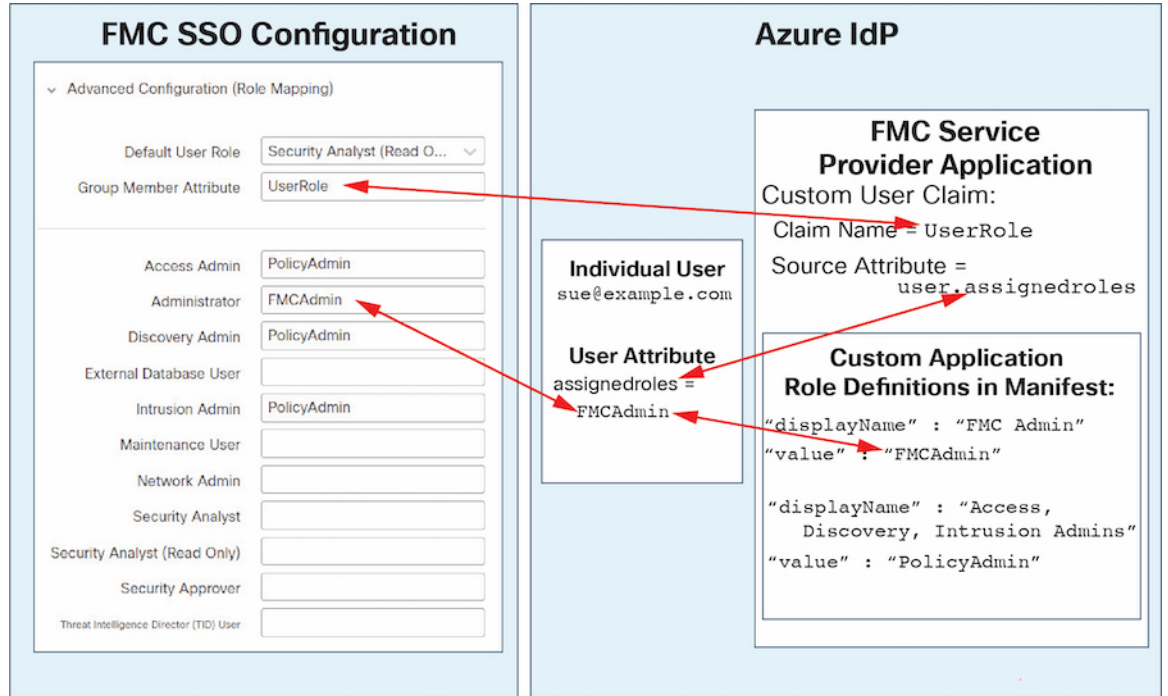 FMC SSO Configuration
Advanced Configuration (Role Mapping)
Default User Role Security Analyst (Read O...
Group Member Attribute UserRole
Access Admin PolicyAdmin
Administrator FMCAdmin
Discovery Admin PolicyAdmin
External Database User
Intrusion Admin PolicyAdmin
Maintenance User
Network Admin
Security Analyst
Security Analyst (Read Only)
Security Approver
Threat Intelligence Director (TID) User
Azure IdP
Individual User
sue@example.com
User Attribute
assignedroles =
FMCAdmin
FMC Service
Provider Application
Custom User Claim:
Claim Name = UserRole
Source Attribute =
user.assignedroles
Custom Application
Role Definitions in Manifest:
“displayName” : “FMC Admin”
“value” : “FMCAdmin”
“displayName” : “Access,
Discovery, Intrusion Admins”
“value” : “PolicyAdmin”